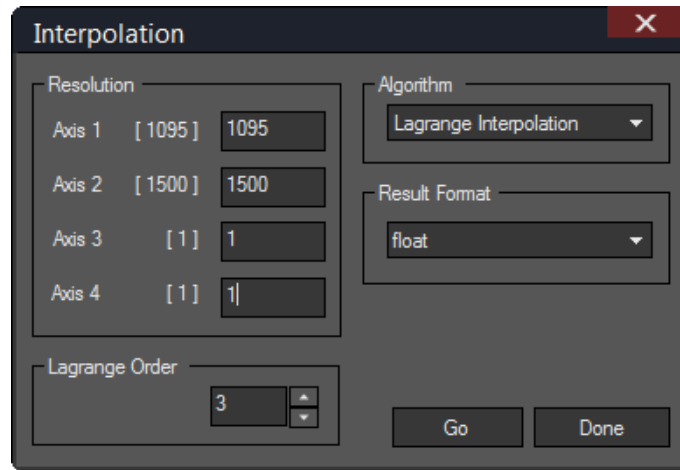 Interpolation
Resolution
Axis 1 [ 1095 ] 1095
Axis 2 [ 1500 ] 1500
Axis 3 [ 1 ] 1
Axis 4 [ 1 ] 1
Lagrange Order
3
Algorithm
Lagrange Interpolation
Result Format
float
Go Done